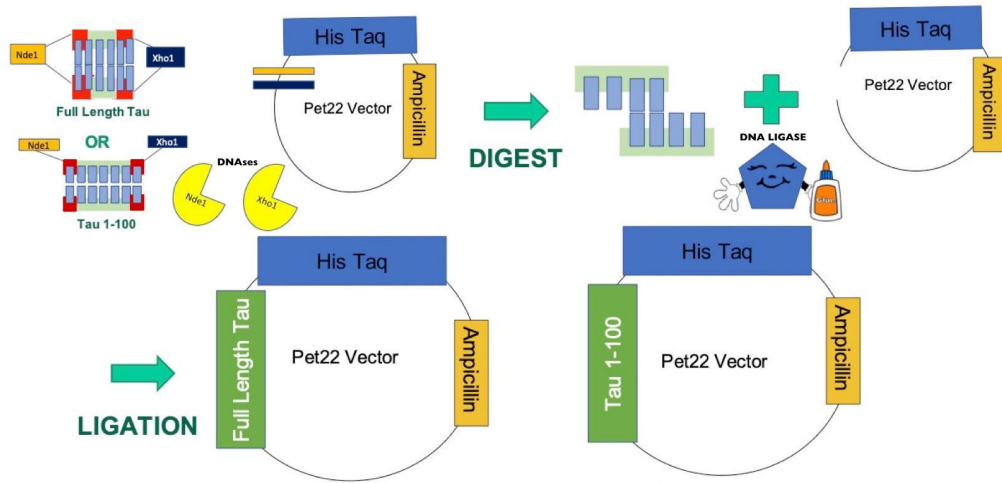 Nde1
Xho1
Full Length Tau
OR
Nde1
Xho1
Tau 1-100
DNAses
Nde1
Xho1
His Taq
Pet22 Vector
Ampicillin
DIGEST
DNA LIGASE
Glue
His Taq
Pet22 Vector
Ampicillin
LIGATION
His Taq
Full Length Tau
Pet22 Vector
Ampicillin
His Taq
Tau 1-100
Pet22 Vector
Ampicillin